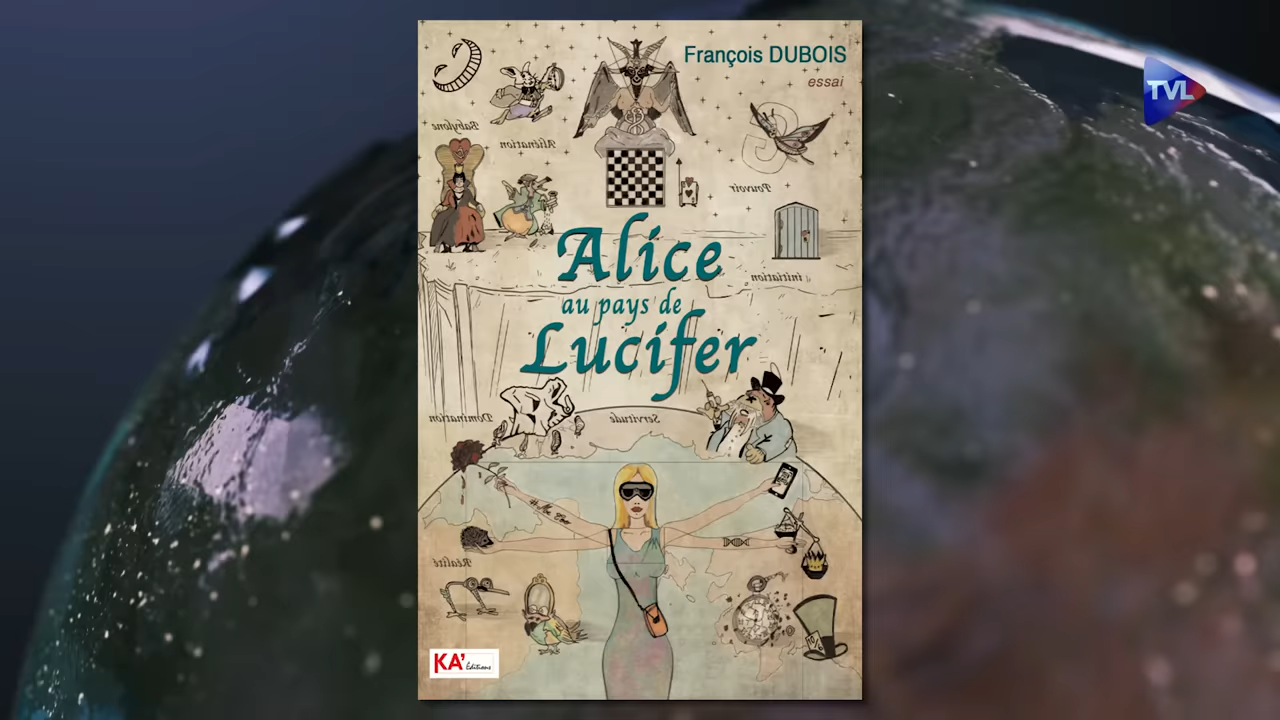 François DUBOIS
essai
TVL
Babylone
Aliénation
Pouvoir
Alice
initiation
au pays de
Lucifer
Domination
Servitude
Réalité
KA' Éditions